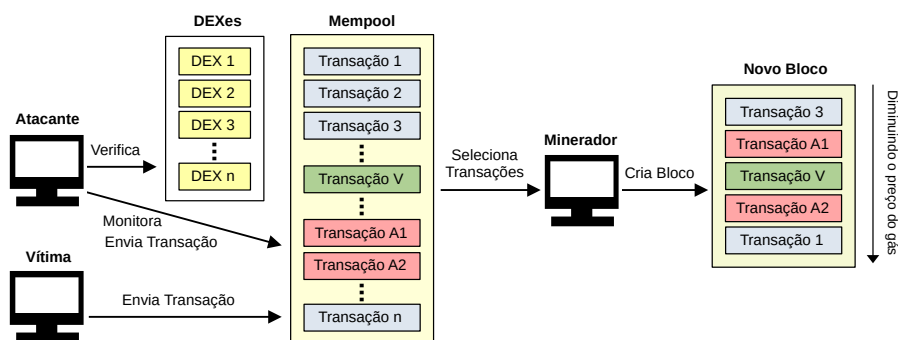 DEXes
DEX 1
DEX 2
DEX 3
DEX n
Mempool
Transação 1
Transação 2
Transação 3
Transação V
Transação A1
Transação A2
Transação n
Atacante
Verifica
Monitora
Envia Transação
Vítima
Envia Transação
Seleciona
Transações
Minerador
Cria Bloco
Novo Bloco
Transação 3
Transação A1
Transação V
Transação A2
Transação 1
Diminuindo o preço do gás